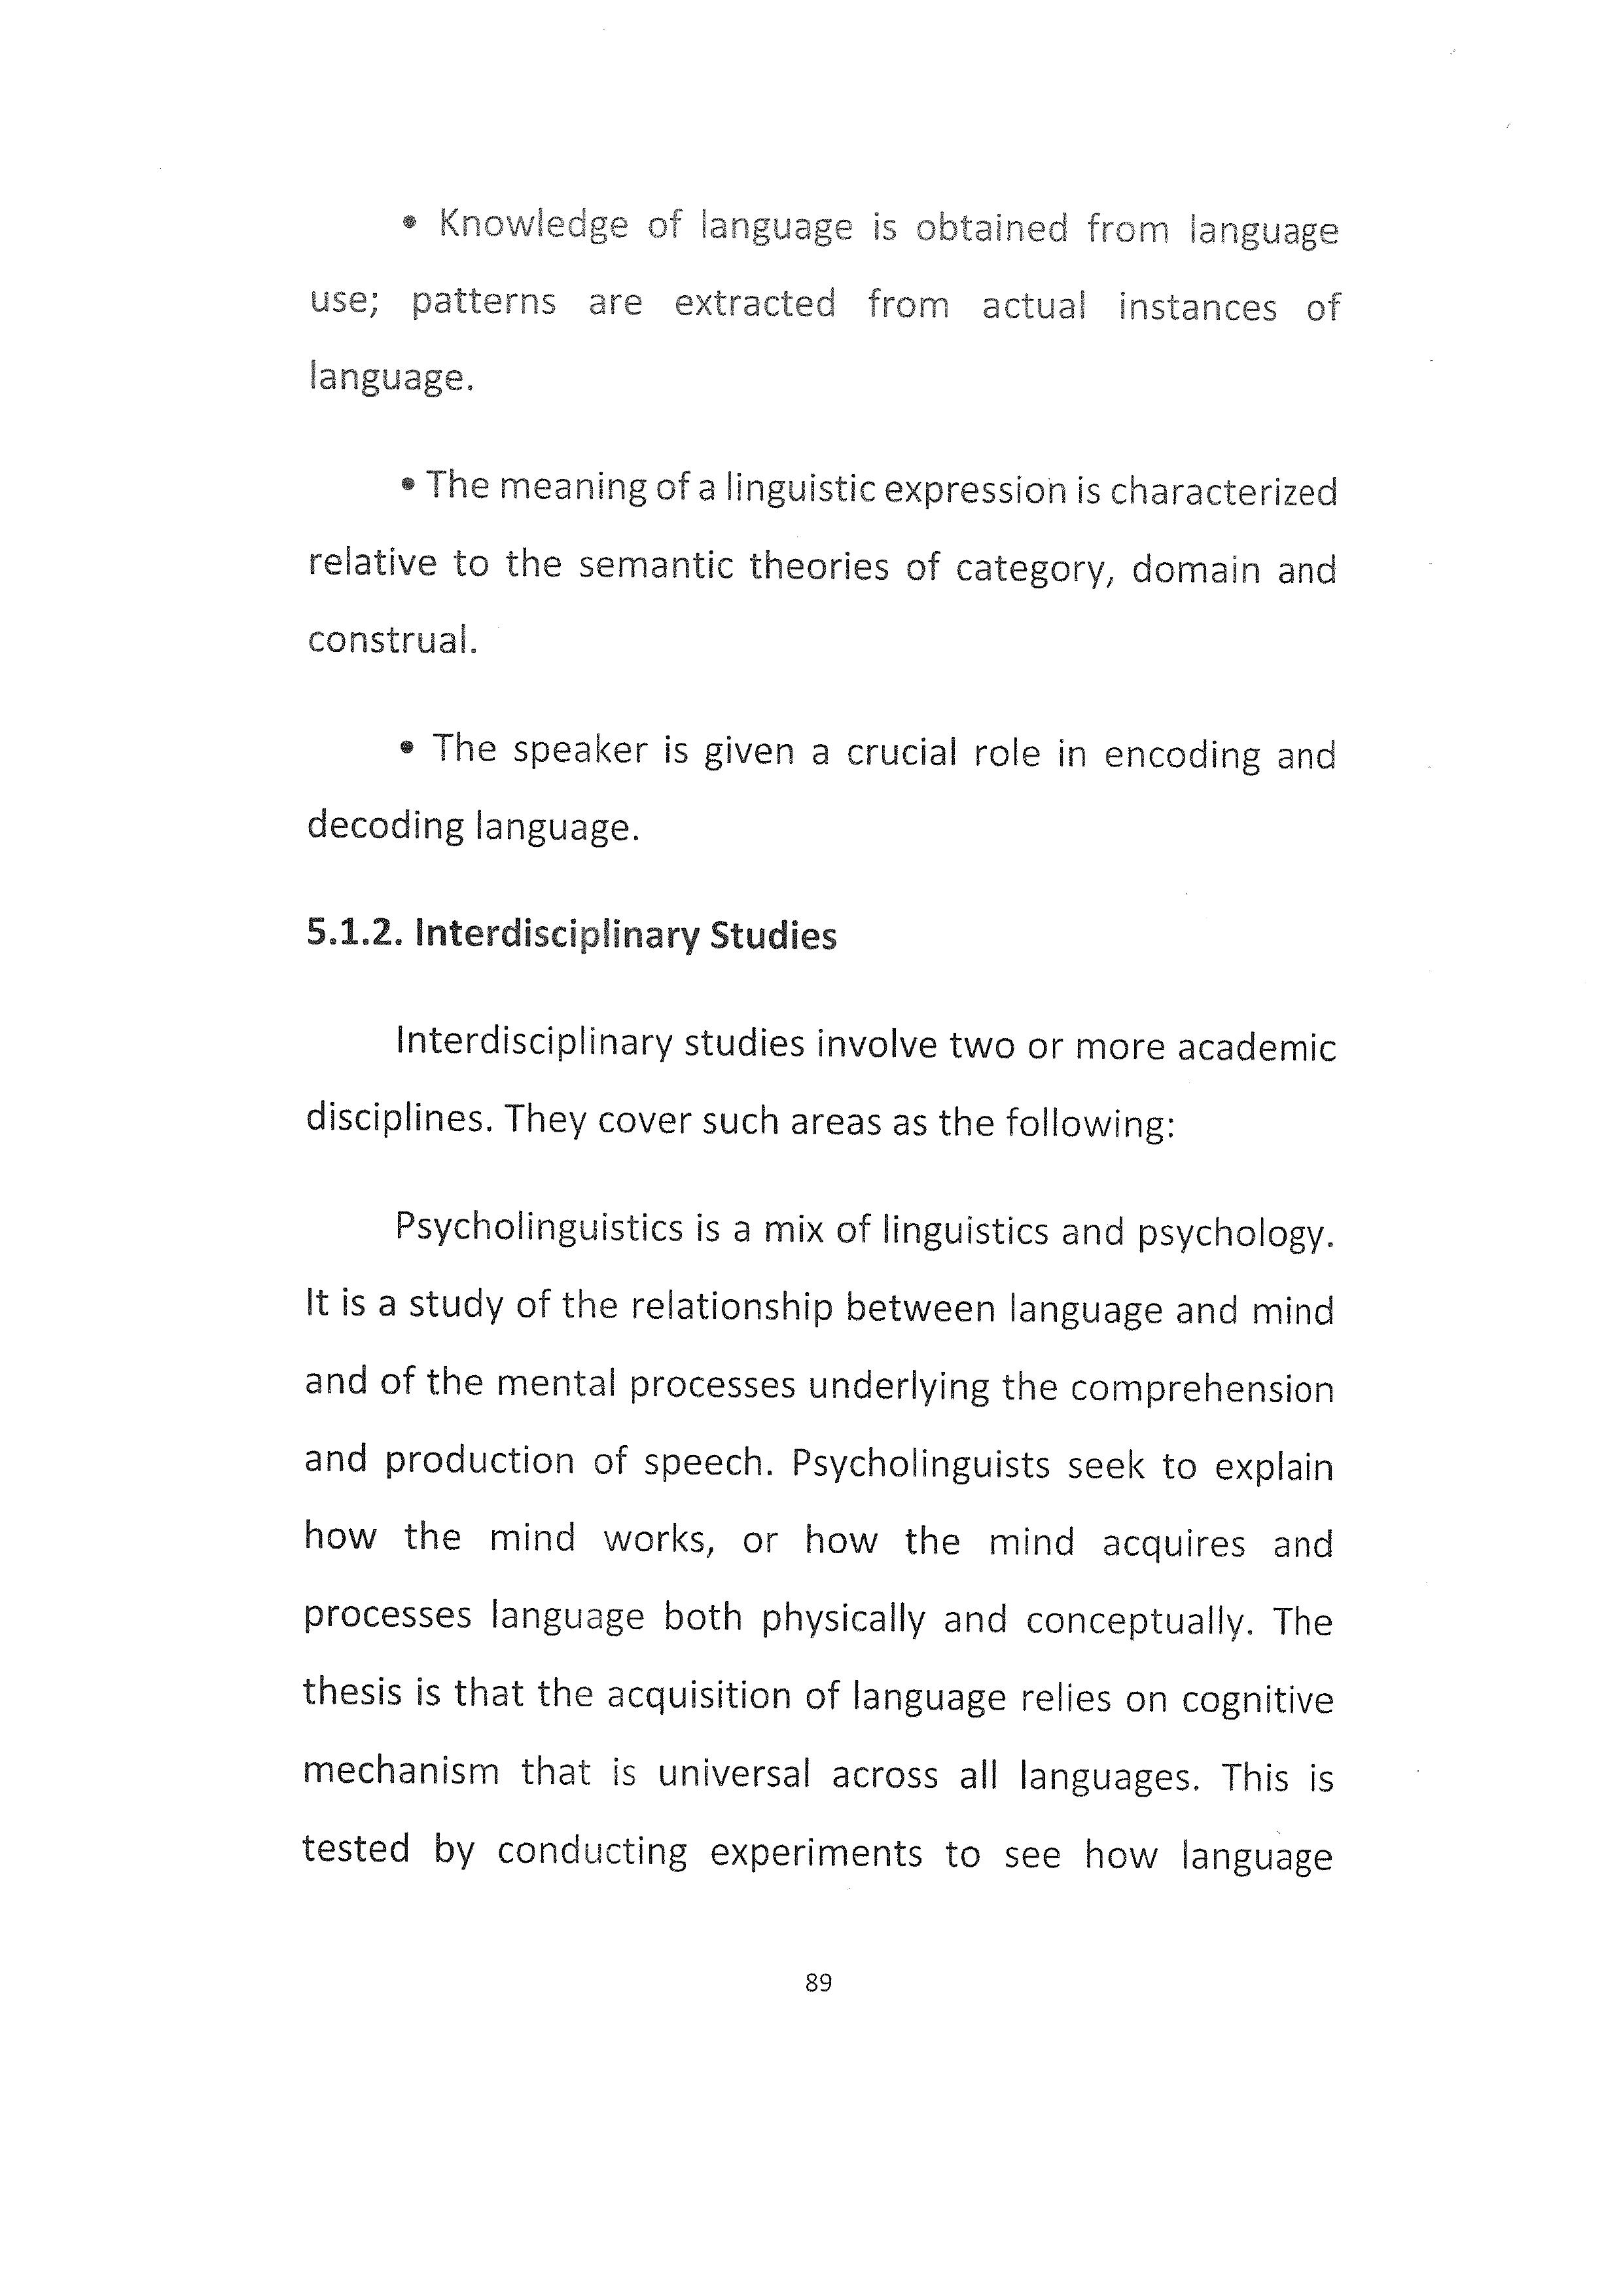 • Knowledge of language is obtained from language
use; patterns are extracted from actual instances of
language.
• The meaning of a linguistic expression is characterized
relative to the semantic theories of category, domain and
construal.
• The speaker is given a crucial role in encoding and
decoding language.
5.1.2. Interdisciplinary Studies
Interdisciplinary studies involve two or more academic
disciplines. They cover such areas as the following:
Psycholinguistics is a mix of linguistics and psychology.
It is a study of the relationship between language and mind
and of the mental processes underlying the comprehension
and production of speech. Psycholinguists seek to explain
how the mind works, or how the mind acquires and
processes language both physically and conceptually. The
thesis is that the acquisition of language relies on cognitive
mechanism that is universal across all languages. This is
tested by conducting experiments to see how language
89